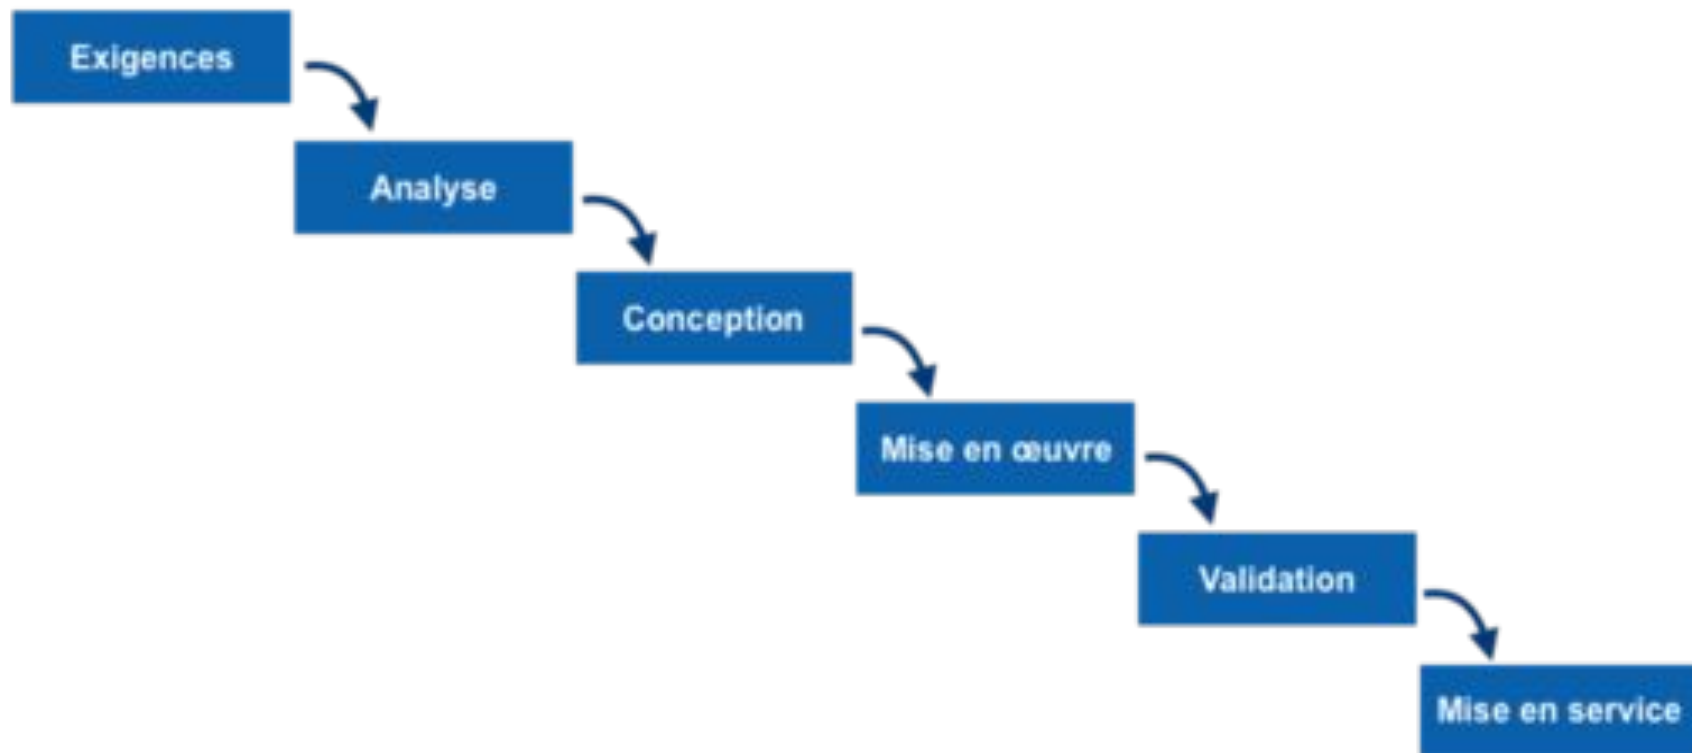 Exigences
Analyse
Conception
Mise en œuvre
Validation
Mise en service